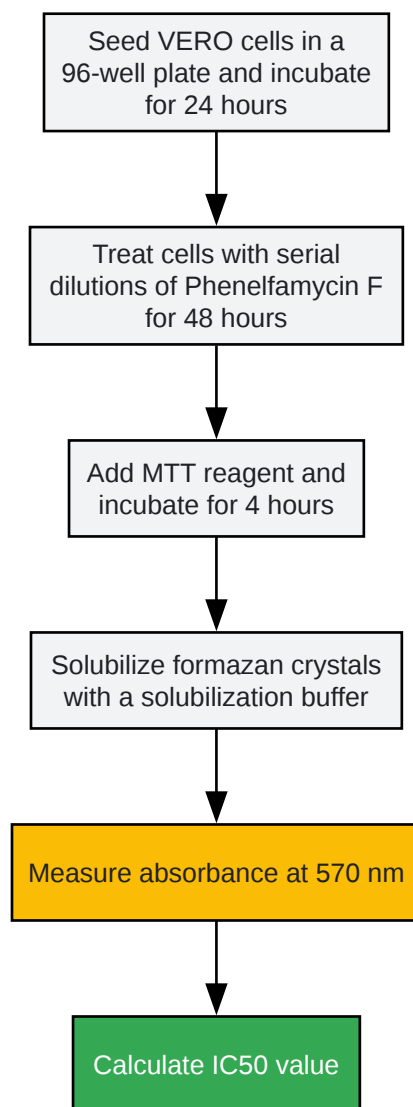 Seed VERO cells in a
96-well plate and incubate
for 24 hours
Treat cells with serial
dilutions of Phenelfamycin F
for 48 hours
Add MTT reagent and
incubate for 4 hours
Solubilize formazan crystals
with a solubilization buffer
Measure absorbance at 570 nm
Calculate IC50 value